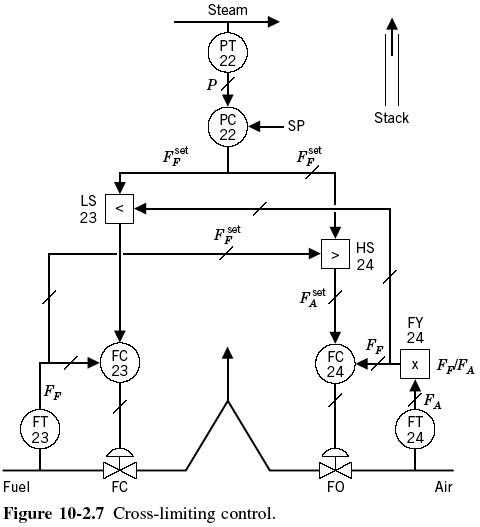 Steam
PT
22
P
PC
22
SP
Stack
F_F^set
F_F^set
LS
23
<
F_F^set
>
HS
24
F_A^set
FY
24
FC
23
FC
24
F_F
x
F_F/F_A
F_F
F_A
FT
23
FT
24
Fuel
FC
FO
Air
Figure 10-2.7 Cross-limiting control.